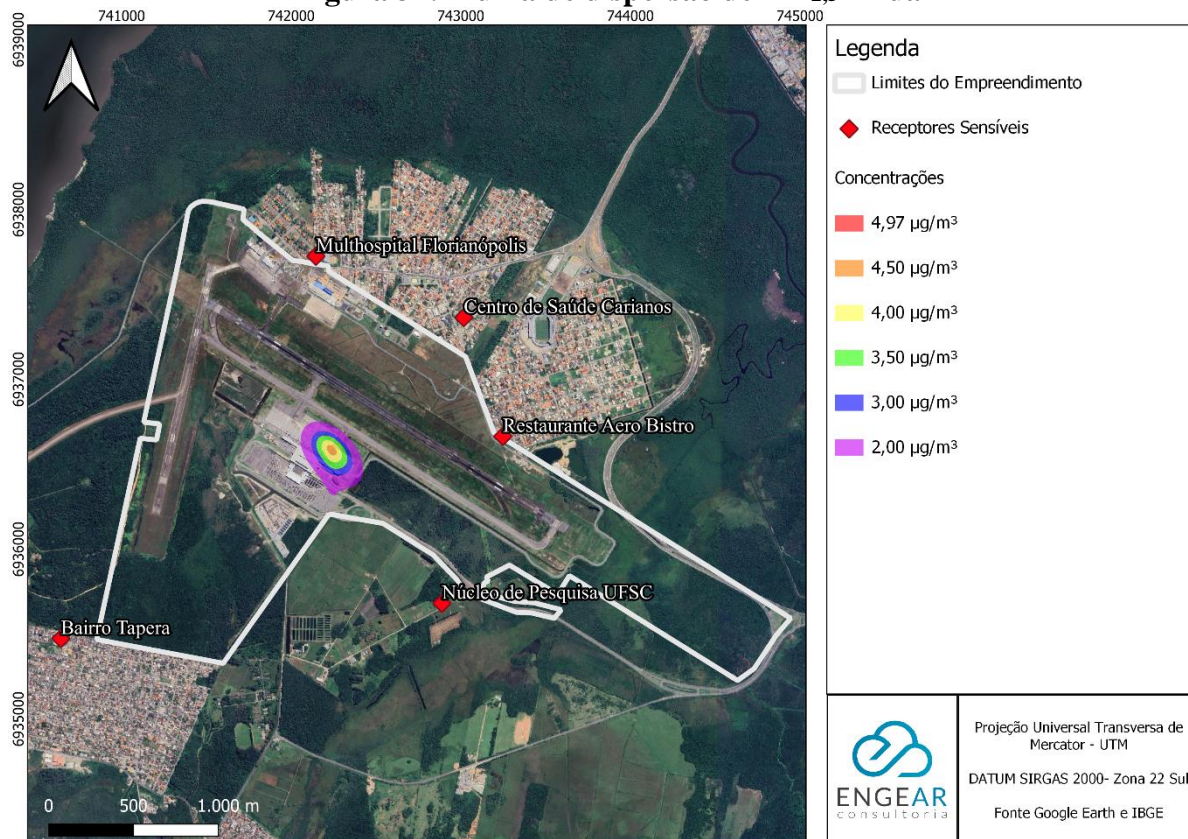 741000 742000 743000 744000 745000
6939000
6938000
6937000
6936000
6935000
Multhospital Florianópolis
Centro de Saúde Carianos
Restaurante Aero Bistro
Núcleo de Pesquisa UFSC
Bairro Tapera
0 500 1.000 m
Legenda
Limites do Empreendimento
Receptores Sensíveis
Concentrações
4,97 µg/m³
4,50 µg/m³
4,00 µg/m³
3,50 µg/m³
3,00 µg/m³
2,00 µg/m³
ENGEAR
consultoria
Projeção Universal Transversa de
Mercator - UTM
DATUM SIRGAS 2000- Zona 22 Sul
Fonte Google Earth e IBGE